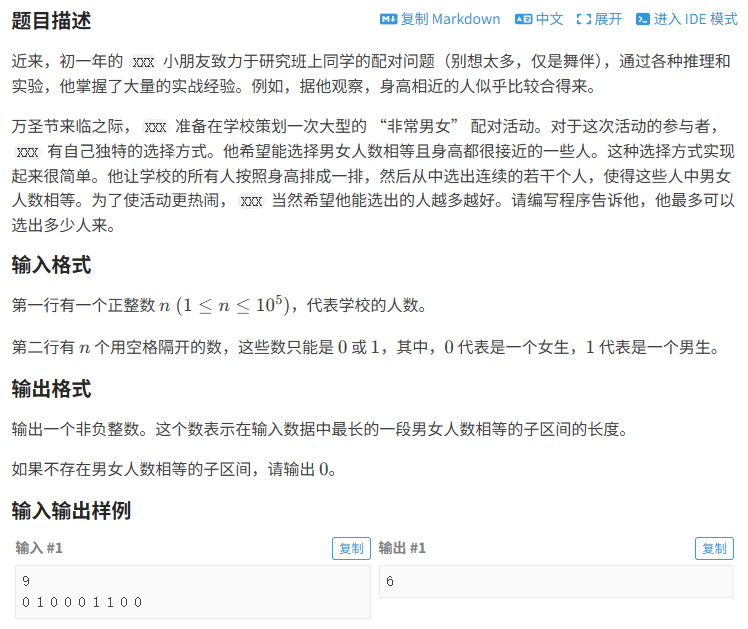 题目描述 复制 Markdown 中文 展开 进入 IDE 模式
近来，初一年的 xxx 小朋友致力于研究班上同学的配对问题（别想太多，仅是舞伴），通过各种推理和
实验，他掌握了大量的实战经验。例如，据他观察，身高相近的人似乎比较合得来。
万圣节来临之际， xxx 准备在学校策划一次大型的 “非常男女” 配对活动。对于这次活动的参与者，
xxx 有自己独特的选择方式。他希望能选择男女人数相等且身高都很接近的一些人。这种选择方式实现
起来很简单。他让学校的所有人按照身高排成一排，然后从中选出连续的若干个人，使得这些人中男女
人数相等。为了使活动更热闹， xxx 当然希望他能选出的人越多越好。请编写程序告诉他，他最多可以
选出多少人来。
输入格式
第一行有一个正整数 n (1 ≤ n ≤ 10⁵)，代表学校的人数。
第二行有 n 个用空格隔开的数，这些数只能是 0 或 1，其中，0 代表是一个女生，1 代表是一个男生。
输出格式
输出一个非负整数。这个数表示在输入数据中最长的一段男女人数相等的子区间的长度。
如果不存在男女人数相等的子区间，请输出 0。
输入输出样例
输入 #1 复制 输出 #1 复制
9 6
0 1 0 0 0 1 1 0 0